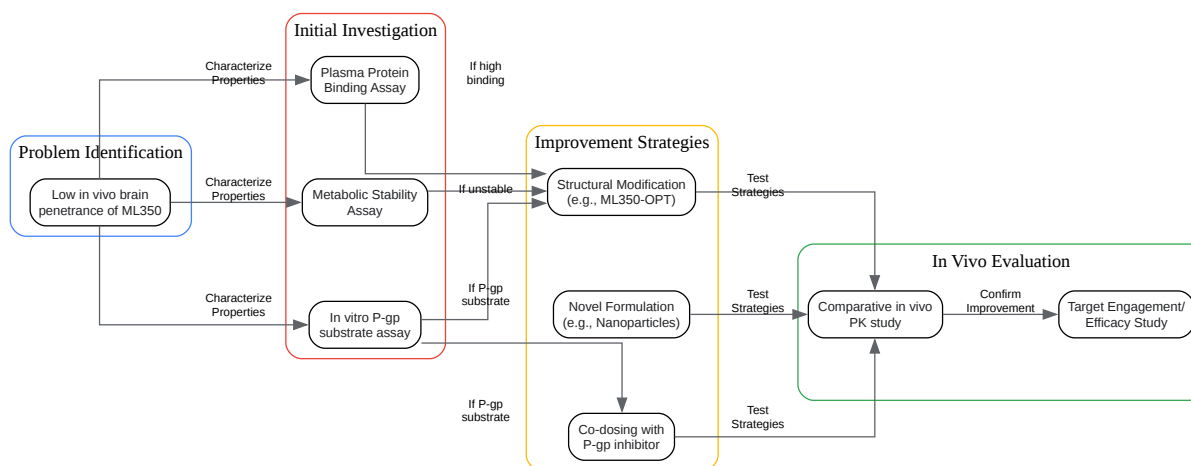 Problem Identification
Low in vivo brain
penetrance of ML350
Characterize
Properties
Characterize
Properties
Characterize
Properties
Initial Investigation
Plasma Protein
Binding Assay
Metabolic Stability
Assay
In vitro P-gp
substrate assay
If high
binding
If unstable
If P-gp
substrate
If P-gp
substrate
Improvement Strategies
Structural Modification
(e.g., ML350-OPT)
Novel Formulation
(e.g., Nanoparticles)
Co-dosing with
P-gp inhibitor
Test
Strategies
Test
Strategies
Test
Strategies
In Vivo Evaluation
Comparative in vivo
PK study
Confirm
Improvement
Target Engagement/
Efficacy Study